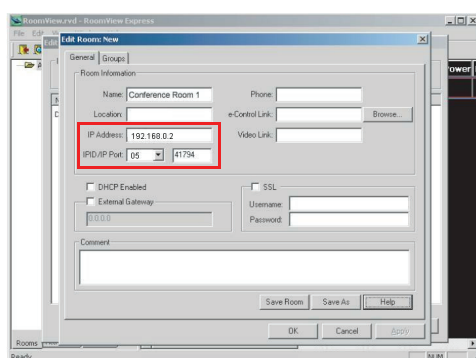 RoomView.rvd - RoomView Express
File Edit
Edit Room: New
General Groups
Room Information
Name: Conference Room 1 Phone:
Location: e-Control Link: Browse...
IP Address: 192.168.0.2 Video Link:
IPID/IP Port: 05 41794
DHCP Enabled SSL
External Gateway Username:
0.0.0.0 Password:
Comment
Save Room Save As Help
OK Cancel Apply
Rooms
Ready NUM